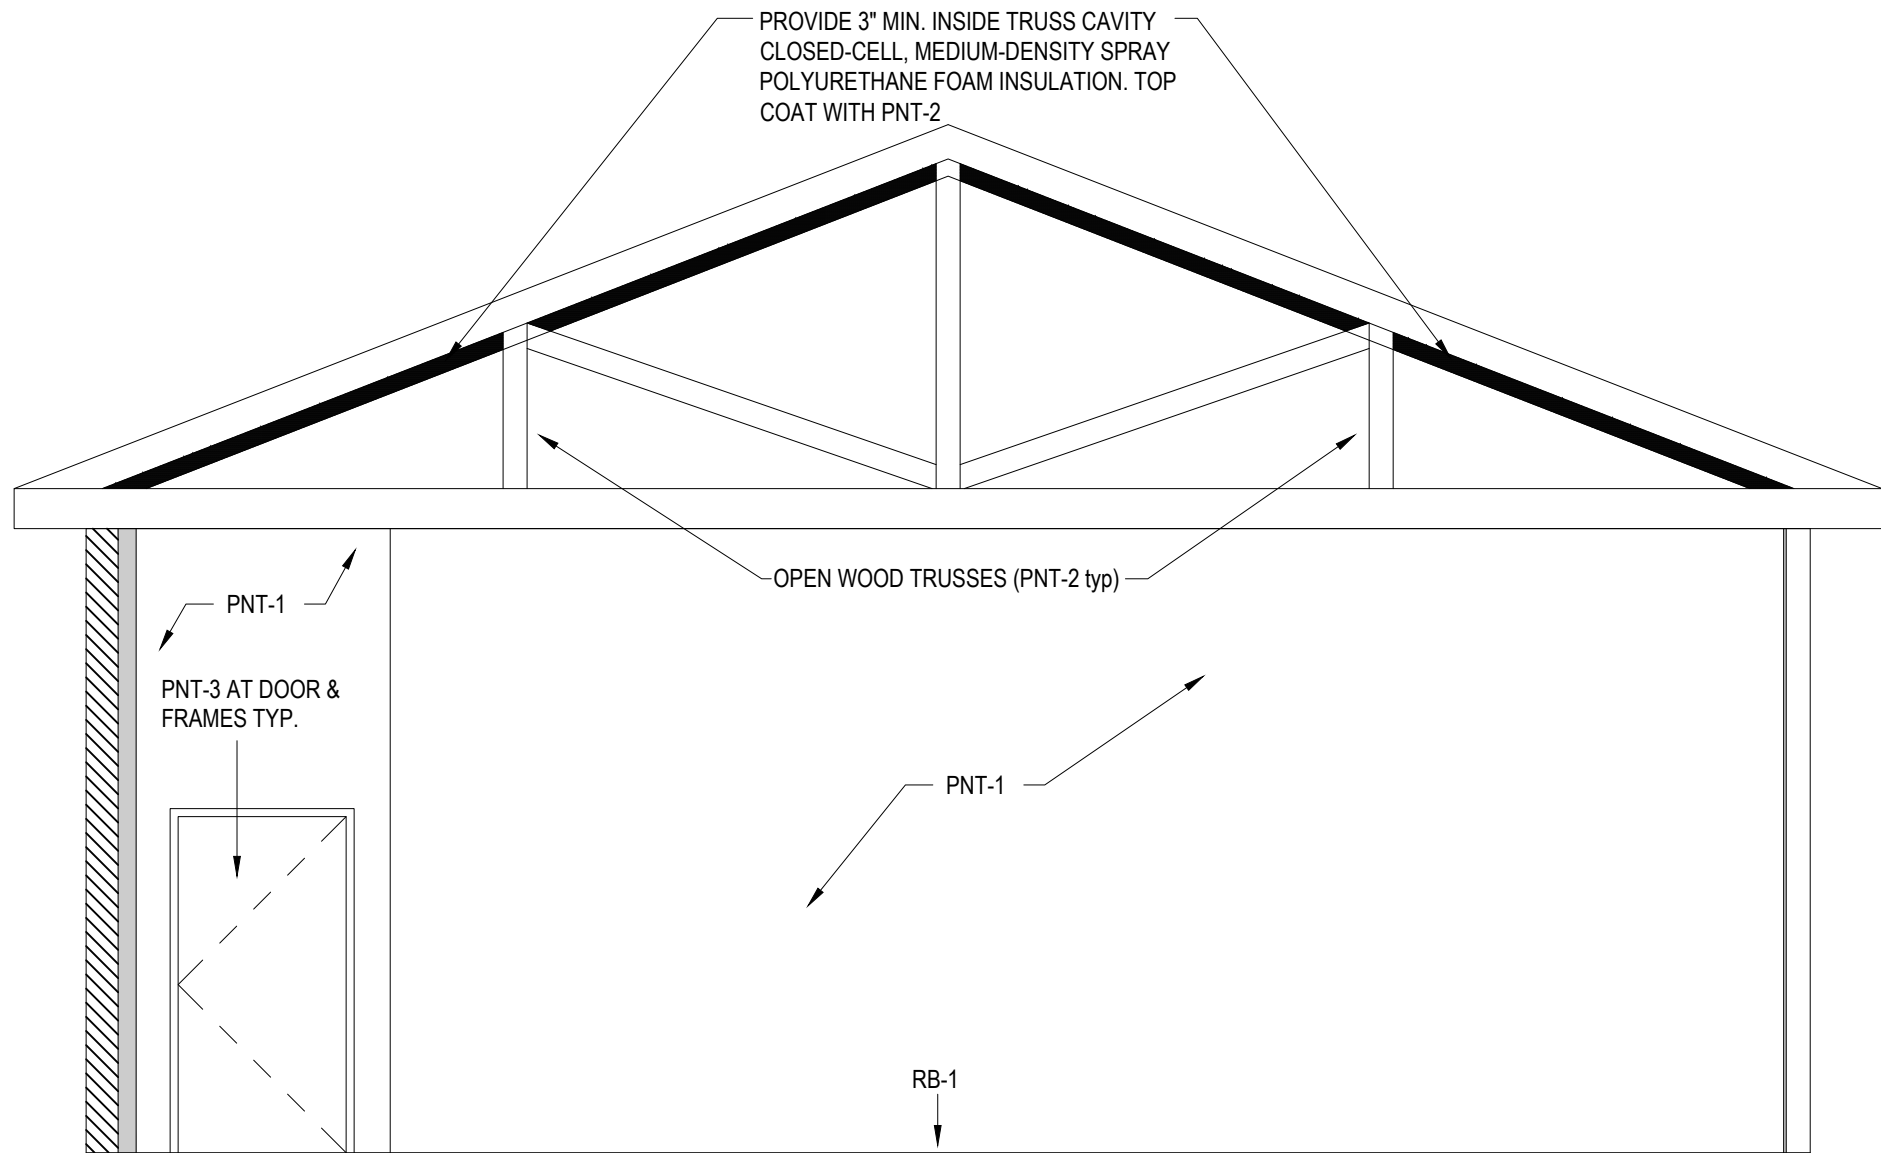 PROVIDE 3" MIN. INSIDE TRUSS CAVITY
CLOSED-CELL, MEDIUM-DENSITY SPRAY
POLYURETHANE FOAM INSULATION. TOP
COAT WITH PNT-2
OPEN WOOD TRUSSES (PNT-2 typ)
PNT-1
PNT-3 AT DOOR &
FRAMES TYP.
PNT-1
RB-1